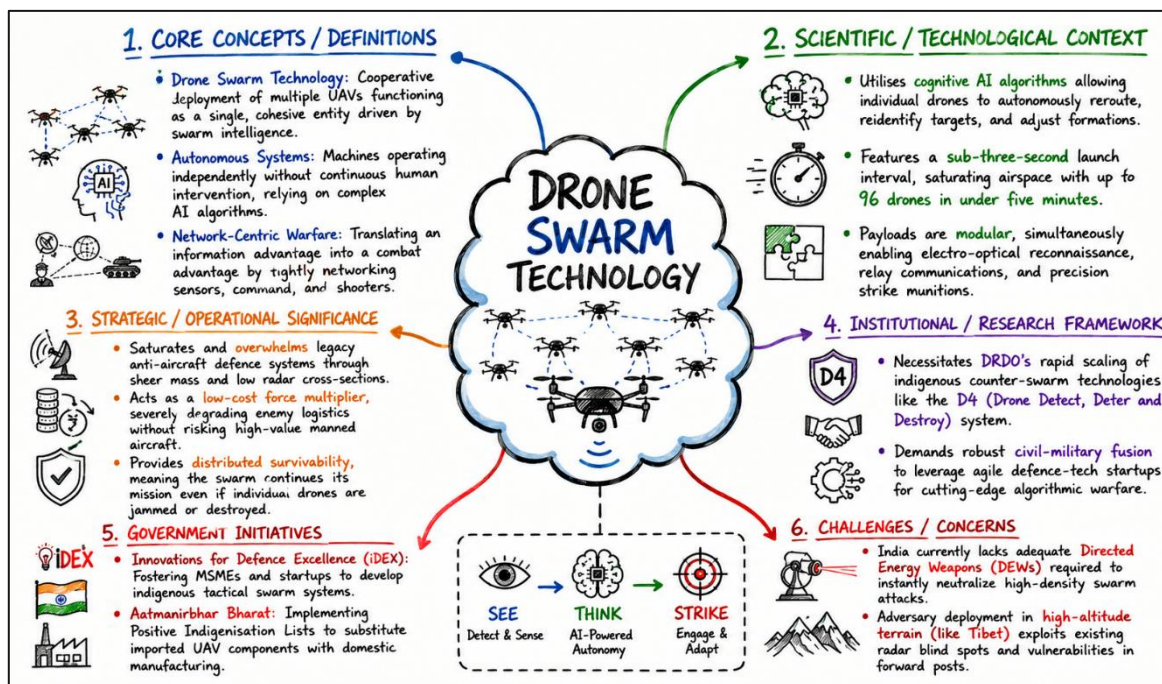 1. CORE CONCEPTS / DEFINITIONS
• Drone Swarm Technology: Cooperative
deployment of multiple UAVs functioning
as a single, cohesive entity driven by
swarm intelligence.
AI
• Autonomous Systems: Machines operating
independently without continuous human
intervention, relying on complex
AI algorithms.
• Network-Centric Warfare: Translating an
information advantage into a combat
advantage by tightly networking
sensors, command, and shooters.
2. SCIENTIFIC / TECHNOLOGICAL CONTEXT
• Utilises cognitive AI algorithms allowing
individual drones to autonomously reroute,
reidentify targets, and adjust formations.
• Features a sub-three-second launch
interval, saturating airspace with up to
96 drones in under five minutes.
• Payloads are modular, simultaneously
enabling electro-optical reconnaissance,
relay communications, and precision
strike munitions.
DRONE
SWARM
TECHNOLOGY
3. STRATEGIC / OPERATIONAL SIGNIFICANCE
• Saturates and overwhelms legacy
anti-aircraft defence systems through
sheer mass and low radar cross-sections.
• Acts as a low-cost force multiplier,
severely degrading enemy logistics
without risking high-value manned
aircraft.
₹
• Provides distributed survivability,
meaning the swarm continues its
mission even if individual drones are
jammed or destroyed.
4. INSTITUTIONAL / RESEARCH FRAMEWORK
D4
• Necessitates DRDO's rapid scaling of
indigenous counter-swarm technologies
like the D4 (Drone Detect, Deter and
Destroy) system.
• Demands robust civil-military fusion
to leverage agile defence-tech startups
for cutting-edge algorithmic warfare.
5. GOVERNMENT INITIATIVES
iDEX
• Innovations for Defence Excellence (iDEX):
Fostering MSMEs and startups to develop
indigenous tactical swarm systems.
• Aatmanirbhar Bharat: Implementing
Positive Indigenisation Lists to substitute
imported UAV components with domestic
manufacturing.
SEE
Detect & Sense
THINK
AI-Powered
Autonomy
STRIKE
Engage &
Adapt
6. CHALLENGES / CONCERNS
• India currently lacks adequate Directed
Energy Weapons (DEWs) required to
instantly neutralize high-density swarm
attacks.
• Adversary deployment in high-altitude
terrain (like Tibet) exploits existing
radar blind spots and vulnerabilities in
forward posts.